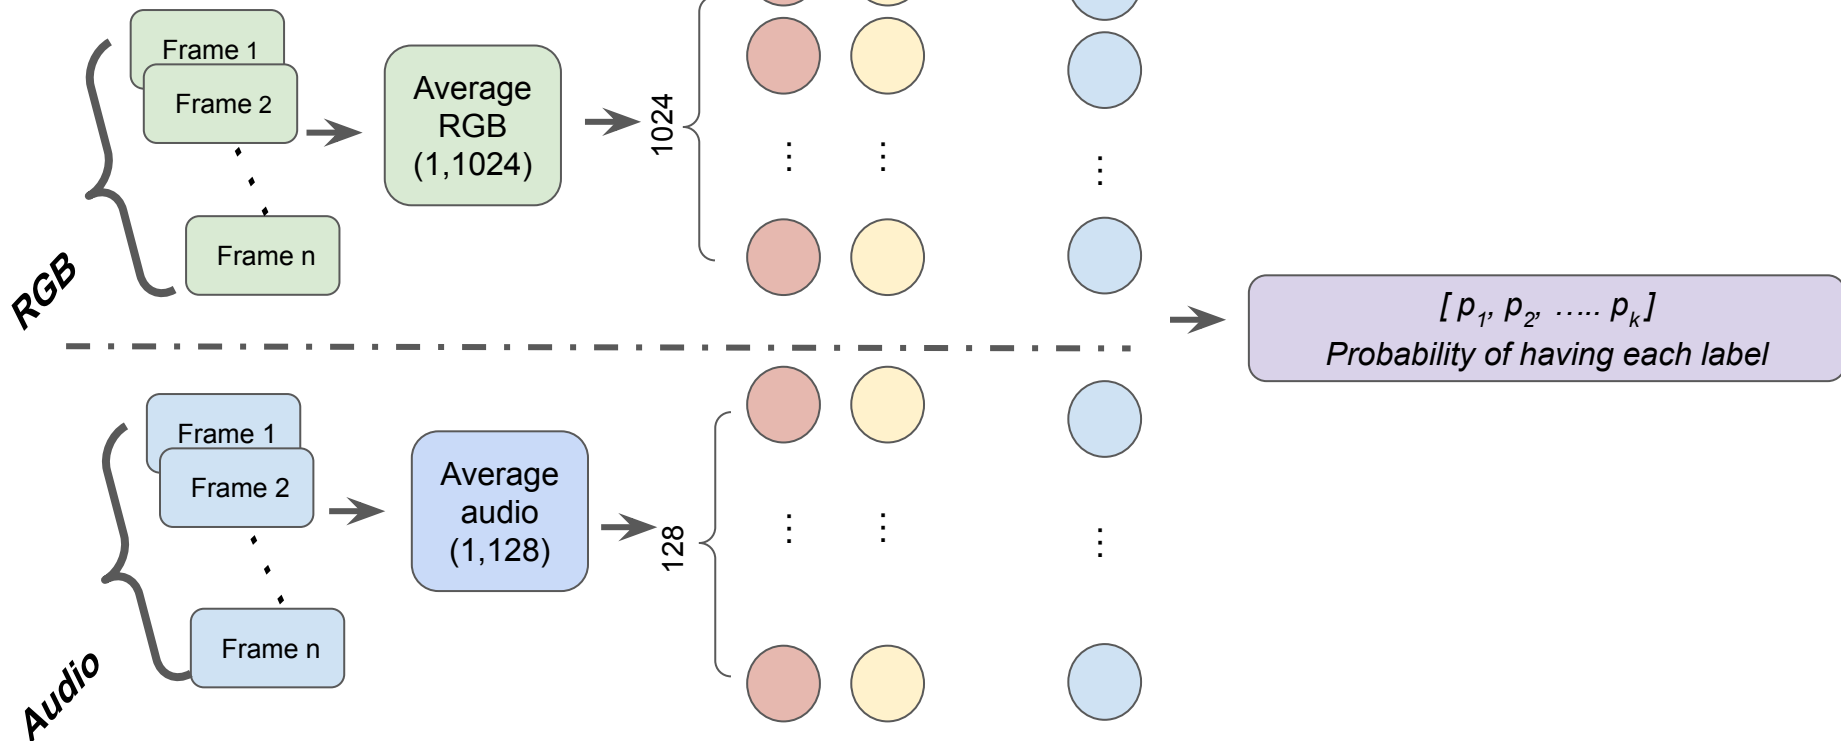 Frame 1
Frame 2
Frame n
RGB
Average
RGB
(1,1024)
1024
[ p1, p2, ..... pk ]
Probability of having each label
Frame 1
Frame 2
Frame n
Audio
Average
audio
(1,128)
128